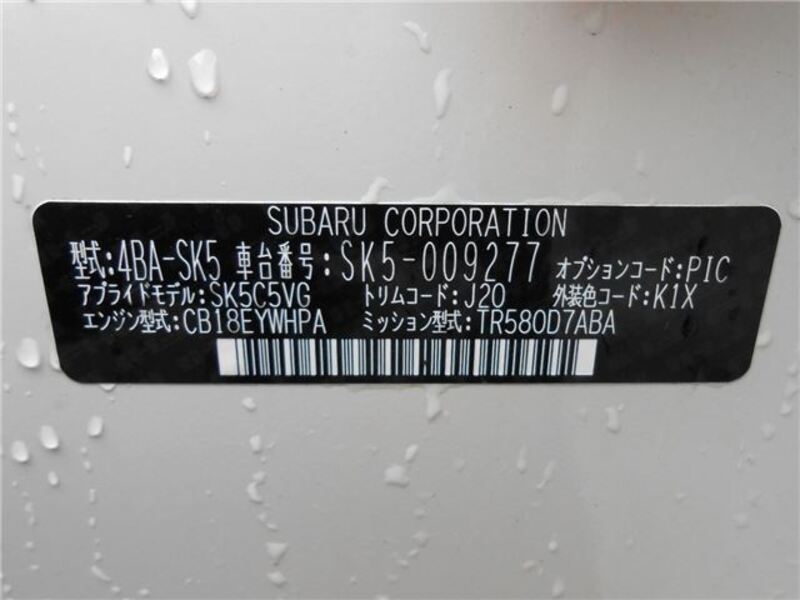 SUBARU CORPORATION
型式:4BA-SK5 車台番号:SK5-009277 オプションコード:PIC
アプライドモデル:SK5C5VG トリムコード:J20 外装色コード:K1X
エンジン型式:CB18EYWHPA ミッション型式:TR580D7ABA